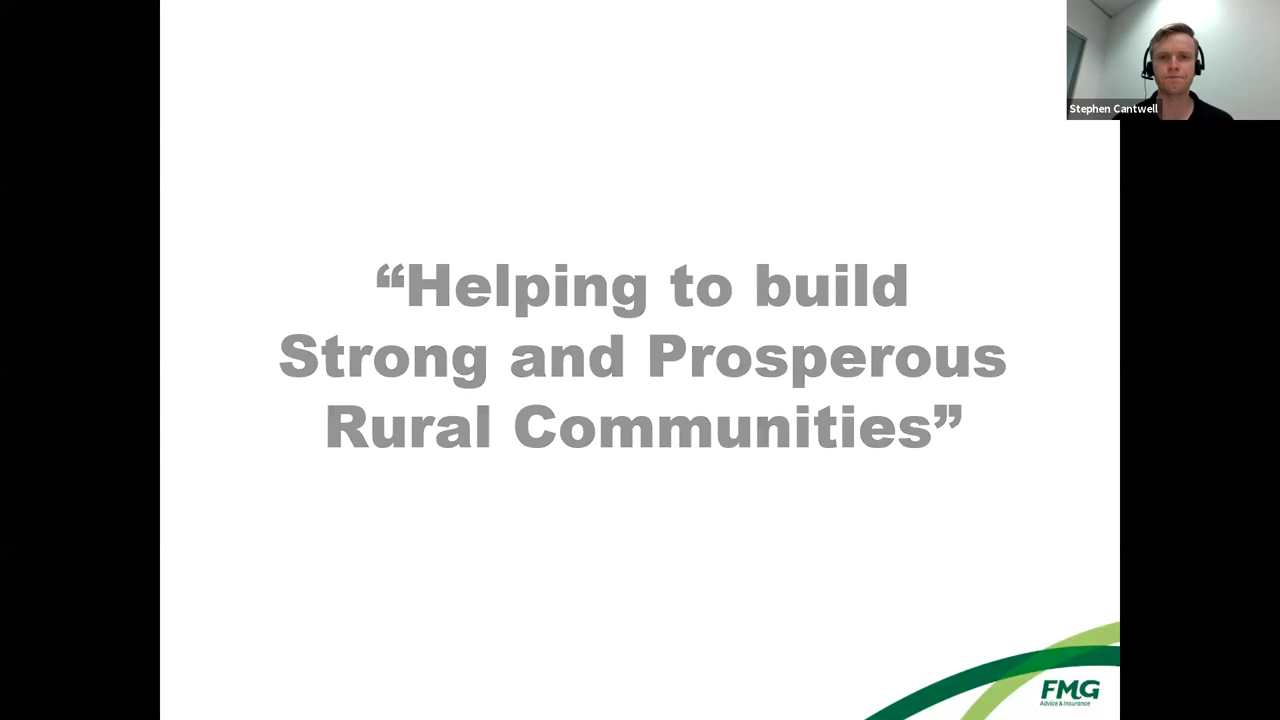 Stephen Cantwell
“Helping to build
Strong and Prosperous
Rural Communities”
FMG
Advice & Insurance